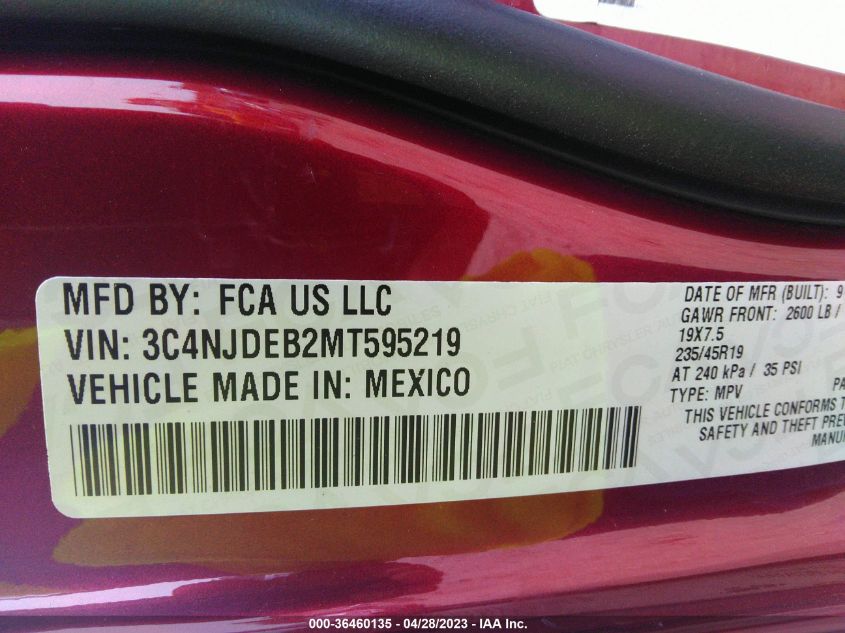 MFD BY: FCA US LLC
VIN: 3C4NJDEB2MT595219
VEHICLE MADE IN: MEXICO
DATE OF MFR (BUILT): 9
GAWR FRONT: 2600 LB /
19X7.5
235/45R19
AT 240 kPa / 35 PSI
TYPE: MPV
PA
THIS VEHICLE CONFORMS T
SAFETY AND THEFT PREV
MANU
000-36460135 - 04/28/2023 - IAA Inc.